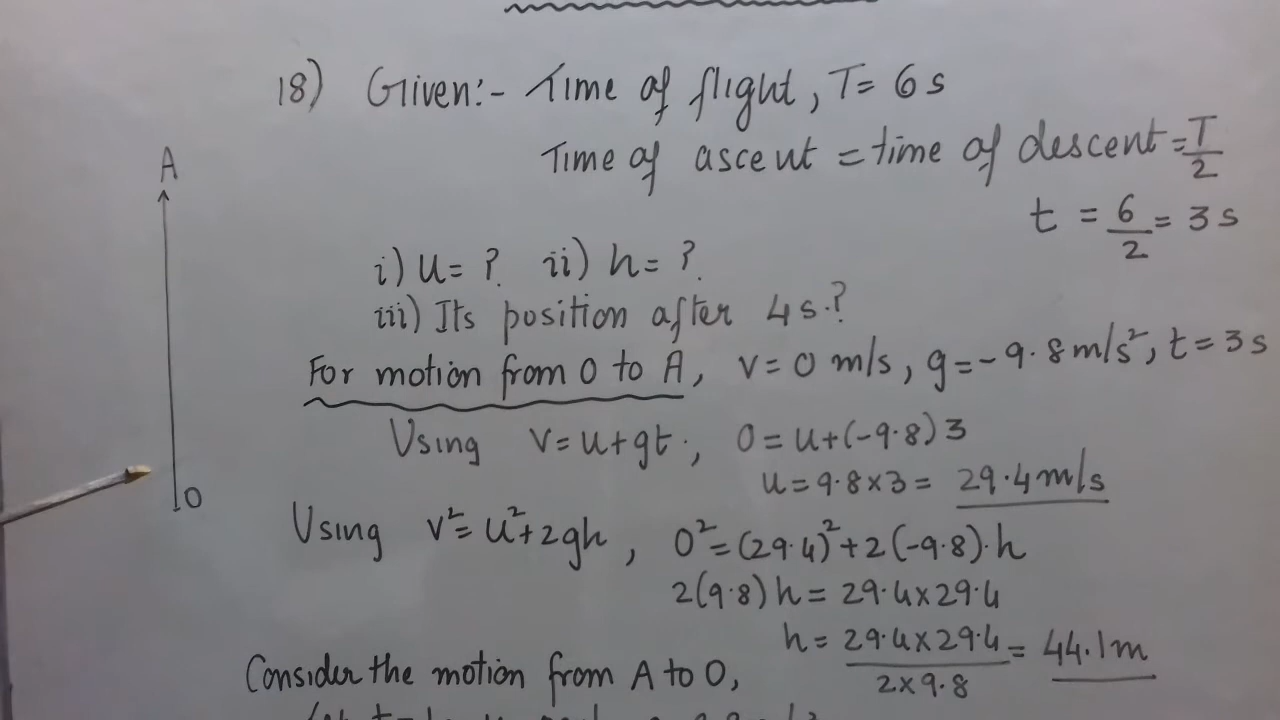 18) Given:- Time of flight, T= 6s
Time of ascent = time of descent = T/2
A
t = 6/2 = 3s
i) u= ? ii) h= ?
iii) Its position after 4s.?
For motion from O to A, v=0 m/s, g=-9.8m/s², t=3s
Using v=u+gt., 0=u+(-9.8)3
u=9.8×3= 29.4m/s
O
Using v²=u²+2gh, 0²=(29.4)²+2(-9.8).h
2(9.8)h= 29.4×29.4
h= 29.4×29.4/2×9.8 = 44.1m
Consider the motion from A to O,